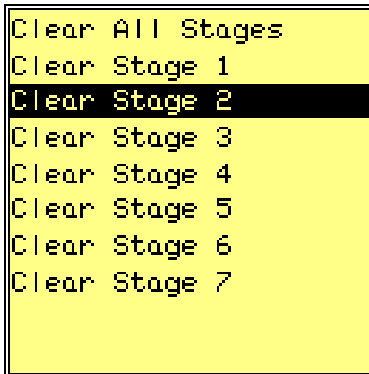 Clear All Stages
Clear Stage 1
Clear Stage 2
Clear Stage 3
Clear Stage 4
Clear Stage 5
Clear Stage 6
Clear Stage 7